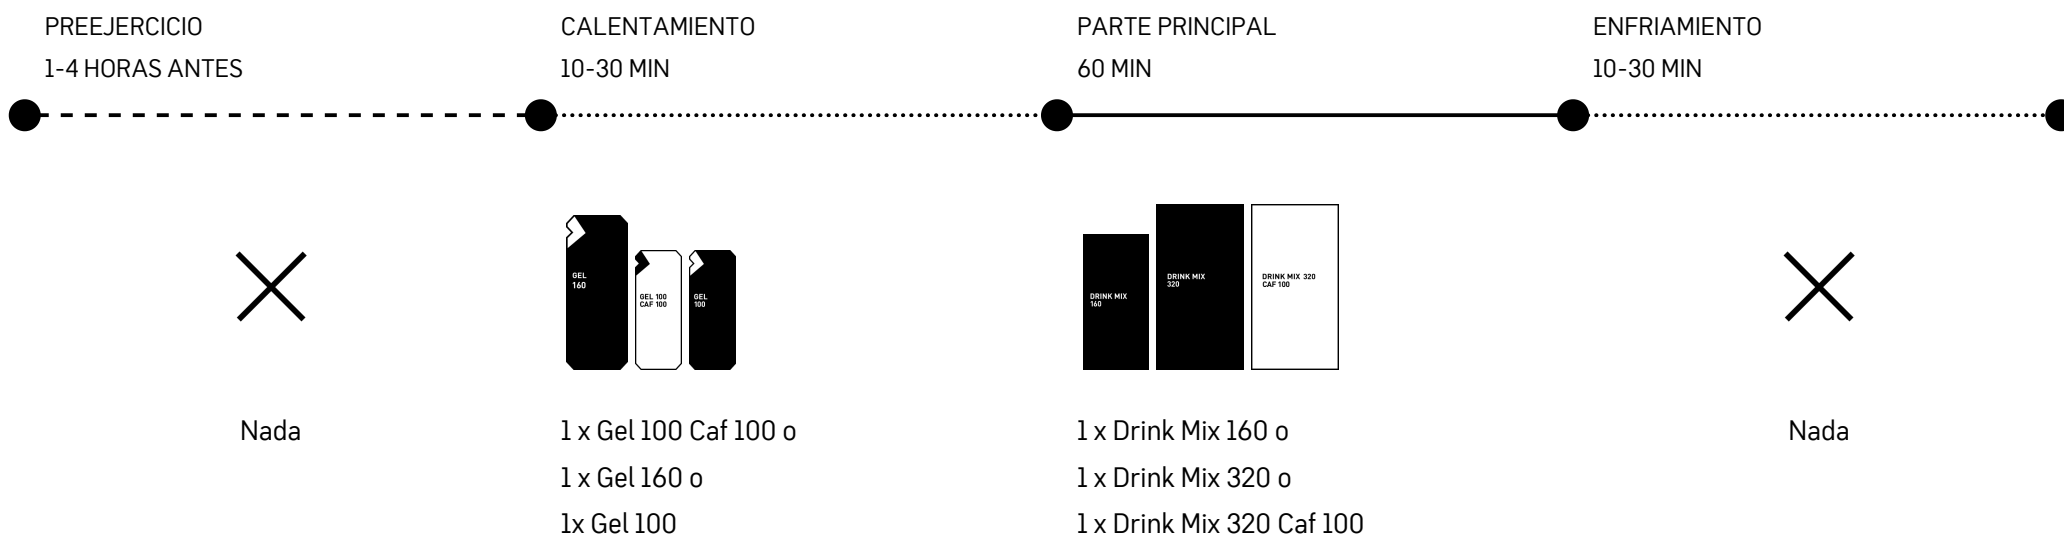 PREEJERCICIO
1-4 HORAS ANTES
CALENTAMIENTO
10-30 MIN
PARTE PRINCIPAL
60 MIN
ENFRIAMIENTO
10-30 MIN
GEL
160
GEL 100
CAF 100
GEL
100
DRINK MIX
160
DRINK MIX
320
DRINK MIX 320
CAF 100
Nada
1 x Gel 100 Caf 100 o
1 x Gel 160 o
1x Gel 100
1 x Drink Mix 160 o
1 x Drink Mix 320 o
1 x Drink Mix 320 Caf 100
Nada